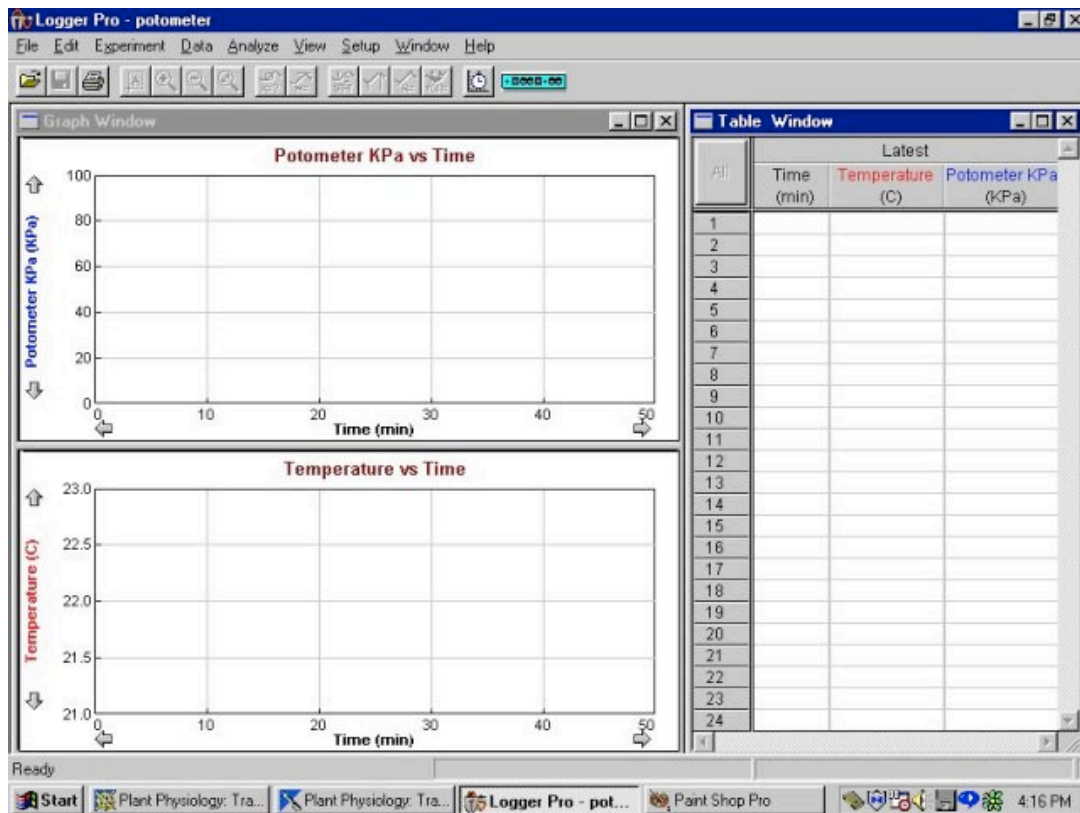 Logger Pro - potometer
File Edit Experiment Data Analyze View Setup Window Help
Graph Window
Potometer KPa vs Time
Potometer KPa (KPa)
100
80
60
40
20
0
0 10 20 30 40 50
Time (min)
Temperature vs Time
Temperature (C)
23.0
22.5
22.0
21.5
21.0
0 10 20 30 40 50
Time (min)
Table Window
All
Latest
Time Temperature Potometer KPa
(min) (C) (KPa)
1
2
3
4
5
6
7
8
9
10
11
12
13
14
15
16
17
18
19
20
21
22
23
24
Ready
Start Plant Physiology: Tra... Plant Physiology: Tra... Logger Pro - pot... Paint Shop Pro 4:16 PM